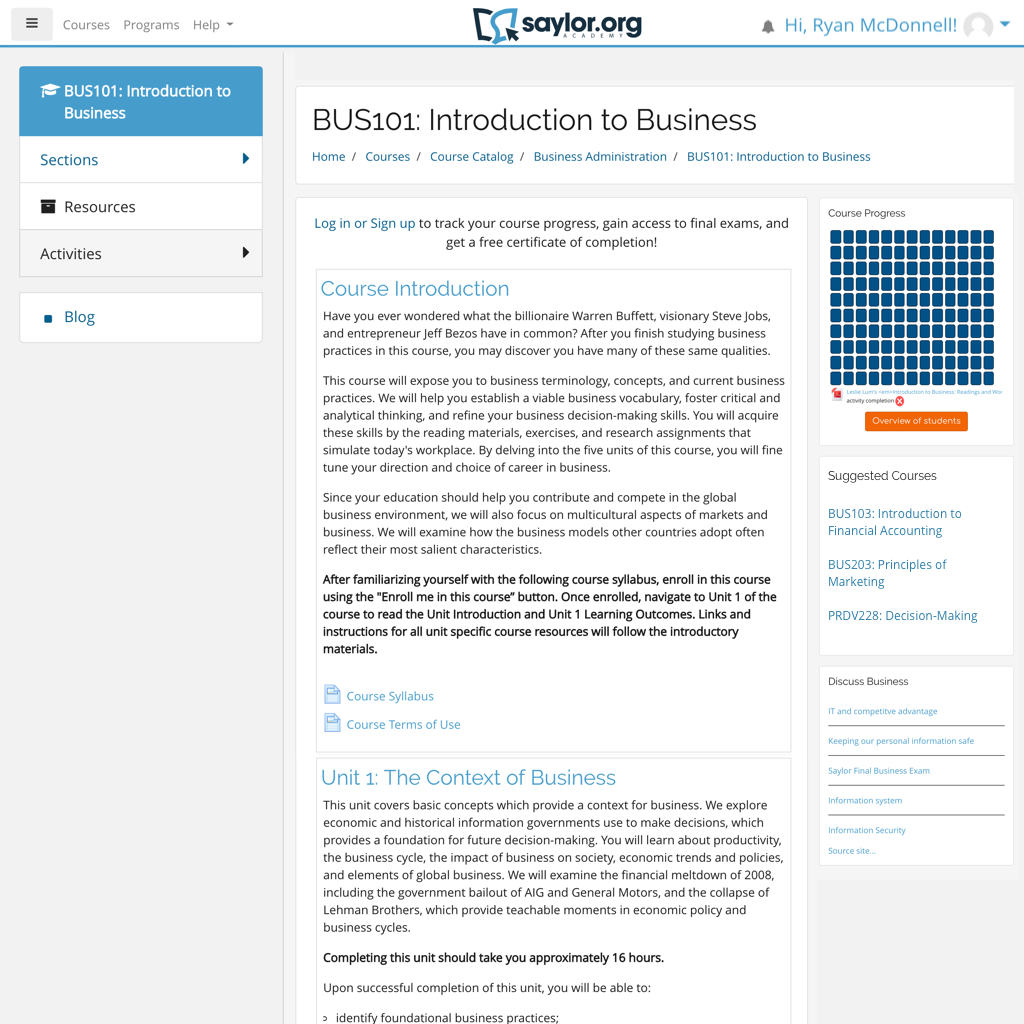 Courses Programs Help
saylor.org
ACADEMY
Hi, Ryan McDonnell!
BUS101: Introduction to
Business
Sections
Resources
Activities
Blog
BUS101: Introduction to Business
Home / Courses / Course Catalog / Business Administration / BUS101: Introduction to Business
Log in or Sign up to track your course progress, gain access to final exams, and
get a free certificate of completion!
Course Introduction
Have you ever wondered what the billionaire Warren Buffett, visionary Steve Jobs,
and entrepreneur Jeff Bezos have in common? After you finish studying business
practices in this course, you may discover you have many of these same qualities.
This course will expose you to business terminology, concepts, and current business
practices. We will help you establish a viable business vocabulary, foster critical and
analytical thinking, and refine your business decision-making skills. You will acquire
these skills by the reading materials, exercises, and research assignments that
simulate today's workplace. By delving into the five units of this course, you will fine
tune your direction and choice of career in business.
Since your education should help you contribute and compete in the global
business environment, we will also focus on multicultural aspects of markets and
business. We will examine how the business models other countries adopt often
reflect their most salient characteristics.
After familiarizing yourself with the following course syllabus, enroll in this course
using the "Enroll me in this course” button. Once enrolled, navigate to Unit 1 of the
course to read the Unit Introduction and Unit 1 Learning Outcomes. Links and
instructions for all unit specific course resources will follow the introductory
materials.
Course Syllabus
Course Terms of Use
Unit 1: The Context of Business
This unit covers basic concepts which provide a context for business. We explore
economic and historical information governments use to make decisions, which
provides a foundation for future decision-making. You will learn about productivity,
the business cycle, the impact of business on society, economic trends and policies,
and elements of global business. We will examine the financial meltdown of 2008,
including the government bailout of AIG and General Motors, and the collapse of
Lehman Brothers, which provide teachable moments in economic policy and
business cycles.
Completing this unit should take you approximately 16 hours.
Upon successful completion of this unit, you will be able to:
identify foundational business practices;
Course Progress
Leslie Lum's <em>Introduction to Business: Readings and Wor
activity completion
Overview of students
Suggested Courses
BUS103: Introduction to
Financial Accounting
BUS203: Principles of
Marketing
PRDV228: Decision-Making
Discuss Business
IT and competitve advantage
Keeping our personal information safe
Saylor Final Business Exam
Information system
Information Security
Source site...